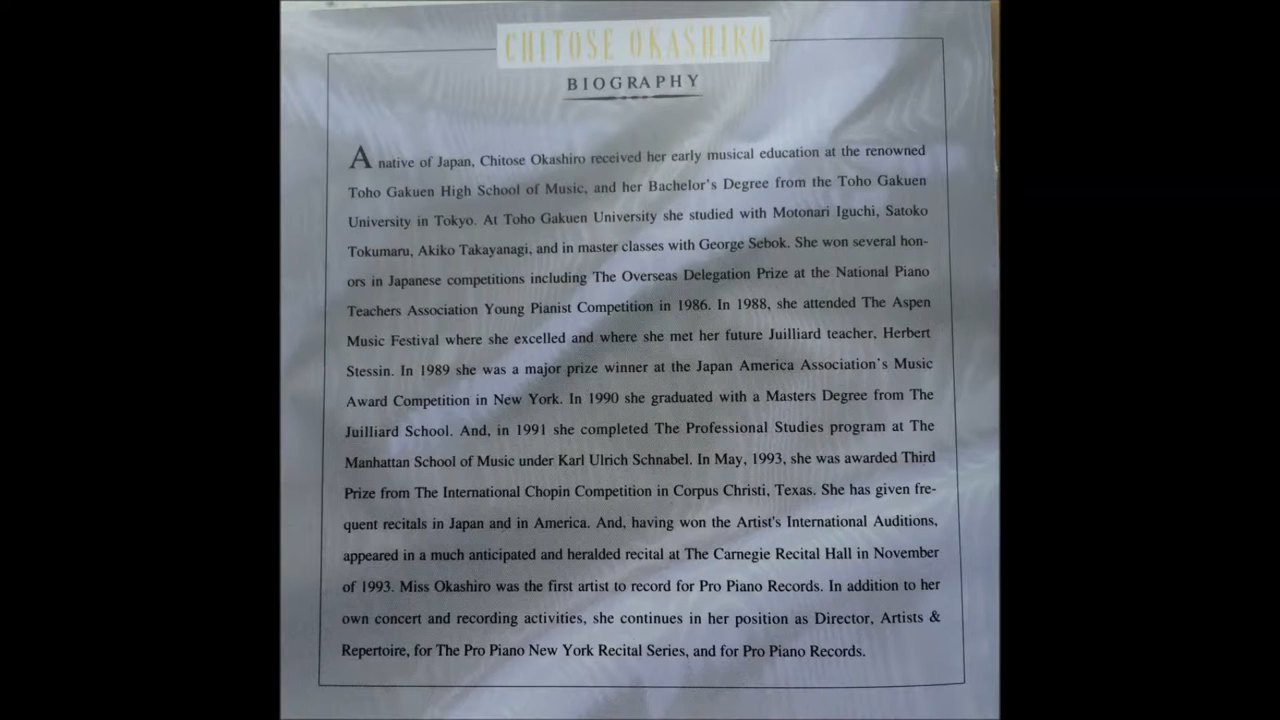 CHITOSE OKASHIRO
BIOGRAPHY
A native of Japan, Chitose Okashiro received her early musical education at the renowned
Toho Gakuen High School of Music, and her Bachelor's Degree from the Toho Gakuen
University in Tokyo. At Toho Gakuen University she studied with Motonari Iguchi, Satoko
Tokumaru, Akiko Takayanagi, and in master classes with George Sebok. She won several hon-
ors in Japanese competitions including The Overseas Delegation Prize at the National Piano
Teachers Association Young Pianist Competition in 1986. In 1988, she attended The Aspen
Music Festival where she excelled and where she met her future Juilliard teacher, Herbert
Stessin. In 1989 she was a major prize winner at the Japan America Association's Music
Award Competition in New York. In 1990 she graduated with a Masters Degree from The
Juilliard School. And, in 1991 she completed The Professional Studies program at The
Manhattan School of Music under Karl Ulrich Schnabel. In May, 1993, she was awarded Third
Prize from The International Chopin Competition in Corpus Christi, Texas. She has given fre-
quent recitals in Japan and in America. And, having won the Artist's International Auditions,
appeared in a much anticipated and heralded recital at The Carnegie Recital Hall in November
of 1993. Miss Okashiro was the first artist to record for Pro Piano Records. In addition to her
own concert and recording activities, she continues in her position as Director, Artists &
Repertoire, for The Pro Piano New York Recital Series, and for Pro Piano Records.